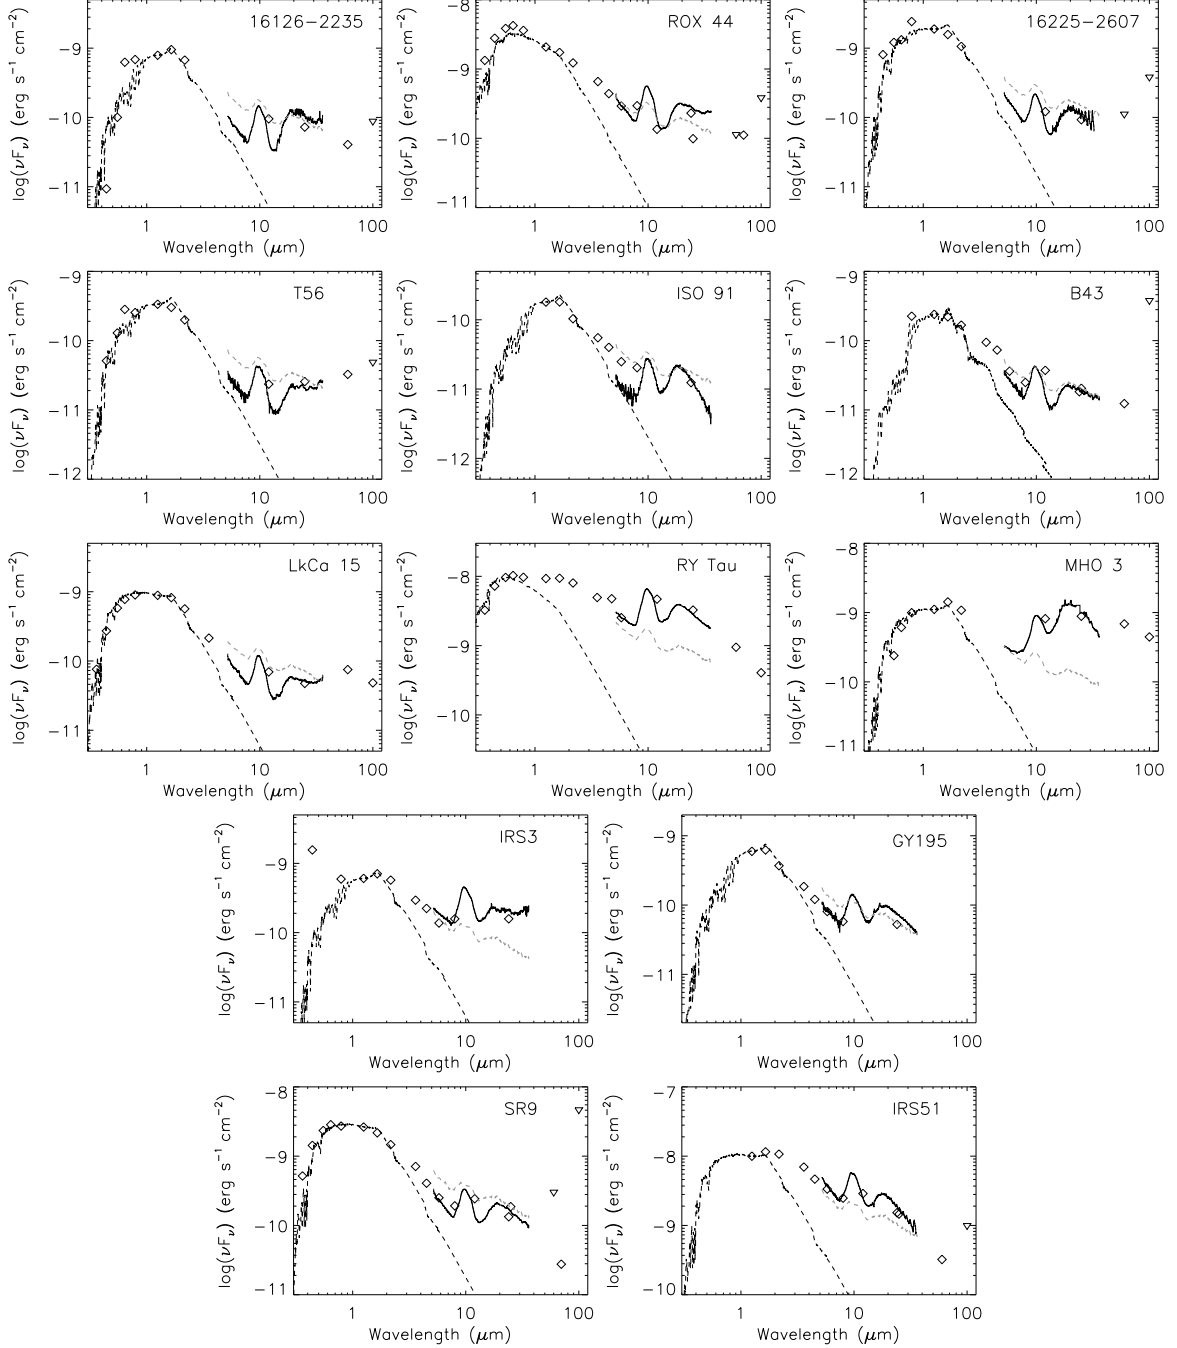 log(νFν) (erg s⁻¹ cm⁻²)
16126−2235
−9
−10
−11
1 10 100
Wavelength (μm)
log(νFν) (erg s⁻¹ cm⁻²)
ROX 44
−8
−9
−10
−11
1 10 100
Wavelength (μm)
log(νFν) (erg s⁻¹ cm⁻²)
16225−2607
−9
−10
−11
1 10 100
Wavelength (μm)
log(νFν) (erg s⁻¹ cm⁻²)
T56
−9
−10
−11
−12
1 10 100
Wavelength (μm)
log(νFν) (erg s⁻¹ cm⁻²)
ISO 91
−10
−11
−12
1 10 100
Wavelength (μm)
log(νFν) (erg s⁻¹ cm⁻²)
B43
−9
−10
−11
−12
1 10 100
Wavelength (μm)
log(νFν) (erg s⁻¹ cm⁻²)
LkCa 15
−9
−10
−11
1 10 100
Wavelength (μm)
log(νFν) (erg s⁻¹ cm⁻²)
RY Tau
−8
−9
−10
1 10 100
Wavelength (μm)
log(νFν) (erg s⁻¹ cm⁻²)
MHO 3
−8
−9
−10
−11
1 10 100
Wavelength (μm)
log(νFν) (erg s⁻¹ cm⁻²)
IRS3
−9
−10
−11
1 10 100
Wavelength (μm)
log(νFν) (erg s⁻¹ cm⁻²)
GY195
−9
−10
−11
1 10 100
Wavelength (μm)
log(νFν) (erg s⁻¹ cm⁻²)
SR9
−8
−9
−10
−11
1 10 100
Wavelength (μm)
log(νFν) (erg s⁻¹ cm⁻²)
IRS51
−7
−8
−9
−10
1 10 100
Wavelength (μm)